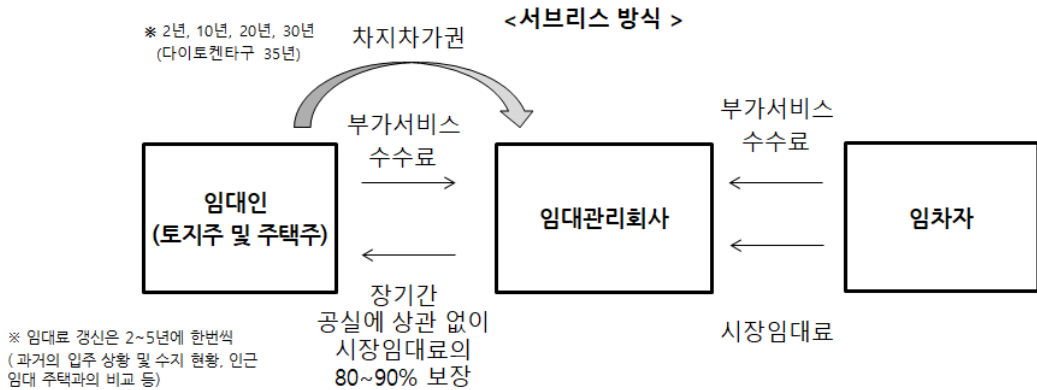 <서브리스 방식 >
※ 2년, 10년, 20년, 30년
(다이토켄타구 35년)
차지차가권
부가서비스
수수료
부가서비스
수수료
임대인
(토지주 및 주택주)
임대관리회사
임차자
장기간
공실에 상관 없이
시장임대료의
80~90% 보장
시장임대료
※ 임대료 갱신은 2~5년에 한번씩
( 과거의 입주 상황 및 수지 현황, 인근
임대 주택과의 비교 등)